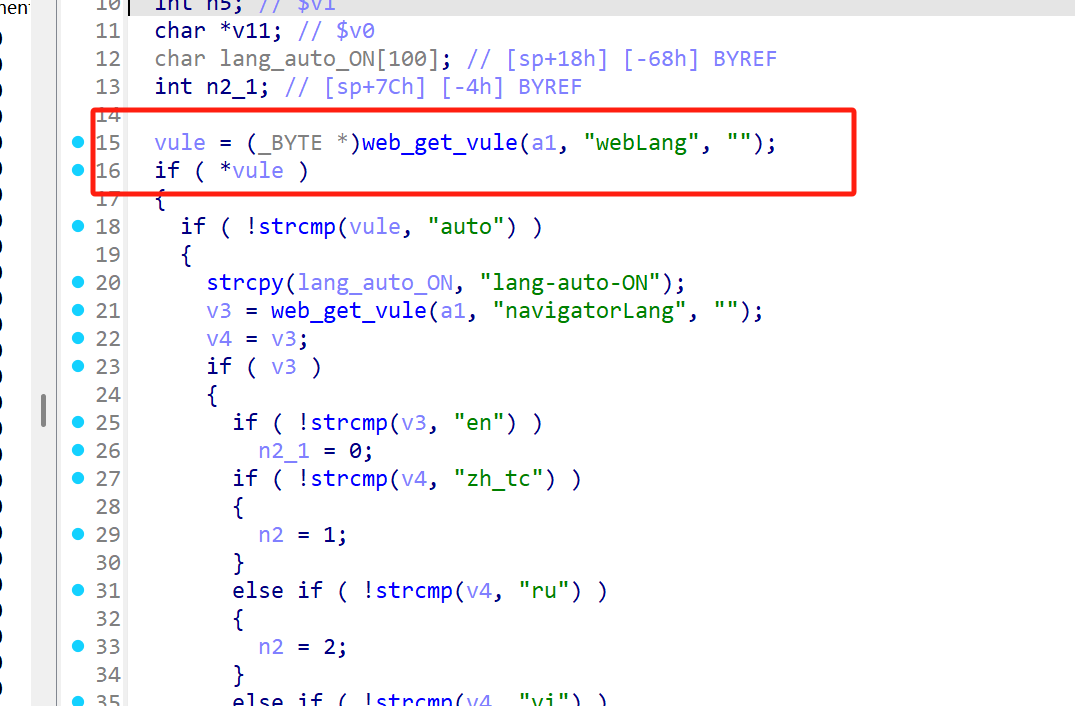 10 int n5; // $v1
11 char *v11; // $v0
12 char lang_auto_ON[100]; // [sp+18h] [-68h] BYREF
13 int n2_1; // [sp+7Ch] [-4h] BYREF
14
15 vule = (_BYTE *)web_get_vule(a1, "webLang", "");
16 if ( *vule )
17 {
18 if ( !strcmp(vule, "auto") )
19 {
20 strcpy(lang_auto_ON, "lang-auto-ON");
21 v3 = web_get_vule(a1, "navigatorLang", "");
22 v4 = v3;
23 if ( v3 )
24 {
25 if ( !strcmp(v3, "en") )
26 n2_1 = 0;
27 if ( !strcmp(v4, "zh_tc") )
28 {
29 n2 = 1;
30 }
31 else if ( !strcmp(v4, "ru") )
32 {
33 n2 = 2;
34 }
35 else if ( !strcmp(v4, "vi") )